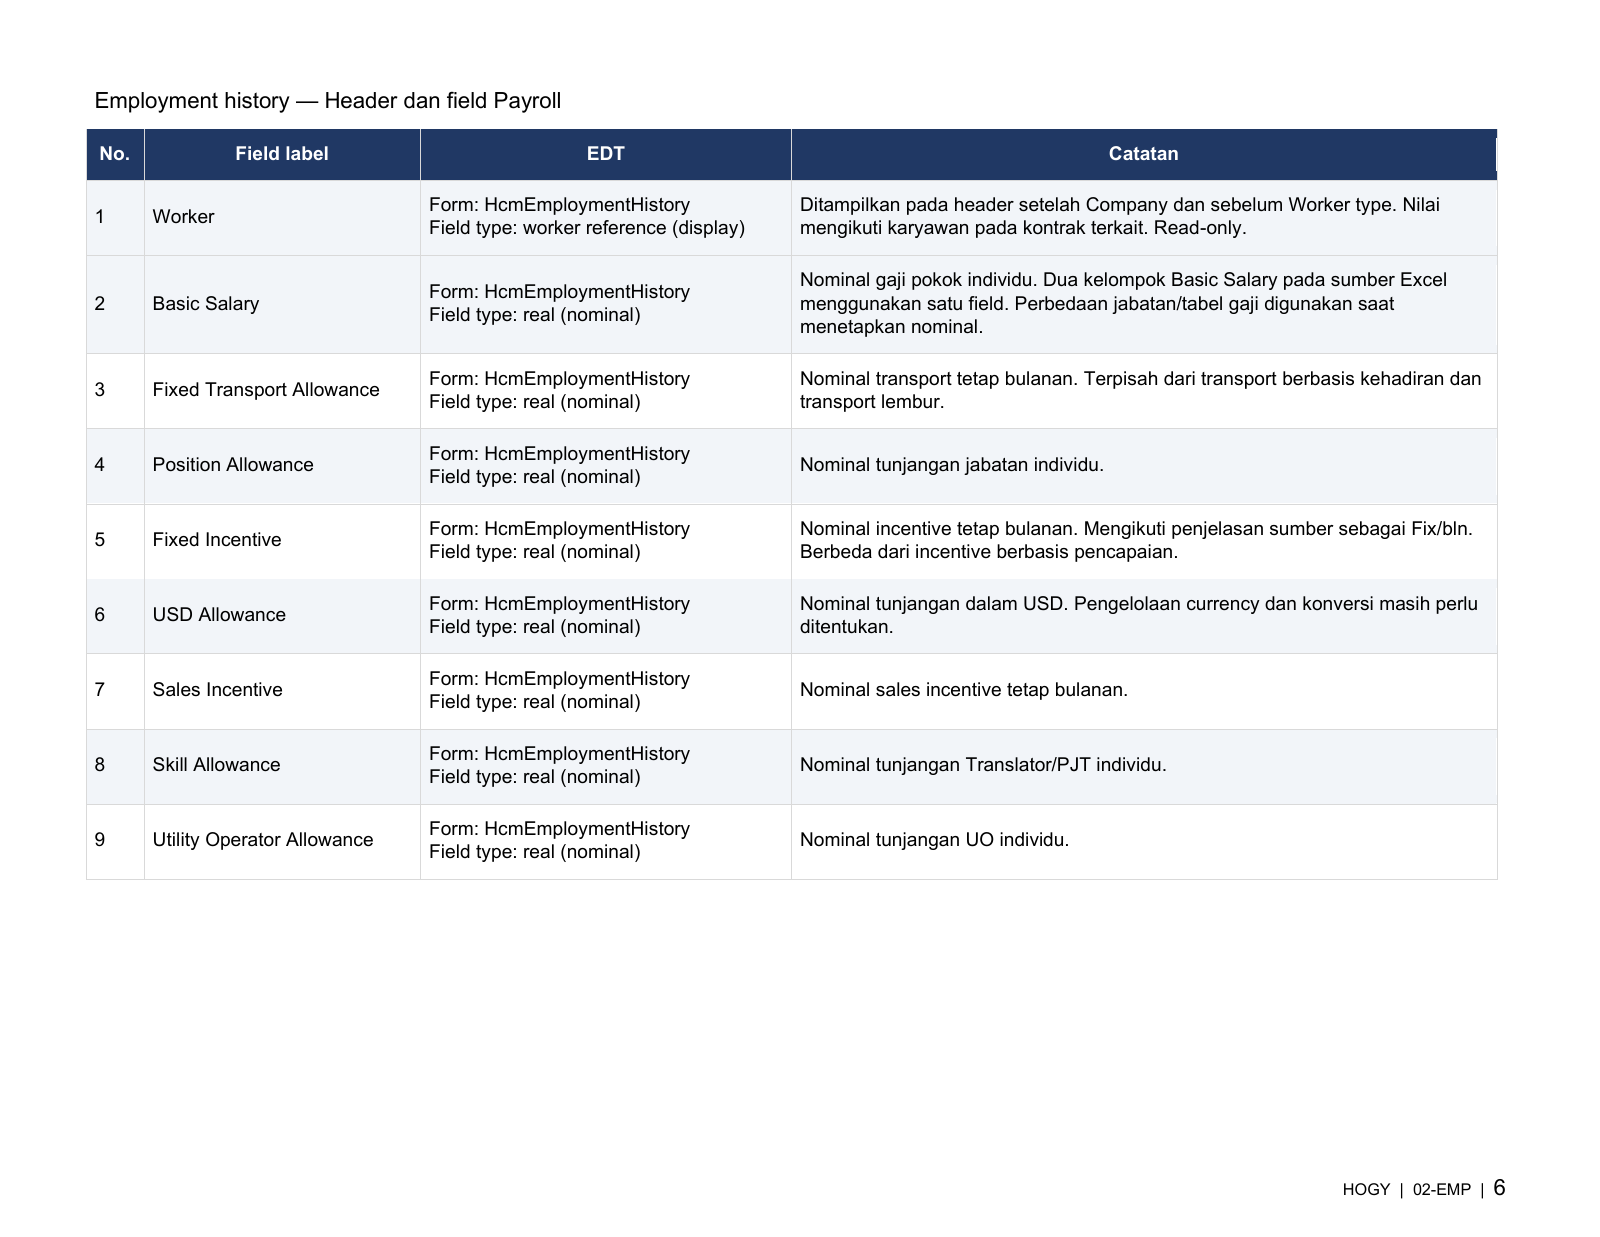 Employment history — Header dan field Payroll
No. Field label EDT Catatan
1 Worker Form: HcmEmploymentHistory
Field type: worker reference (display) Ditampilkan pada header setelah Company dan sebelum Worker type. Nilai
mengikuti karyawan pada kontrak terkait. Read-only.
2 Basic Salary Form: HcmEmploymentHistory
Field type: real (nominal) Nominal gaji pokok individu. Dua kelompok Basic Salary pada sumber Excel
menggunakan satu field. Perbedaan jabatan/tabel gaji digunakan saat
menetapkan nominal.
3 Fixed Transport Allowance Form: HcmEmploymentHistory
Field type: real (nominal) Nominal transport tetap bulanan. Terpisah dari transport berbasis kehadiran dan
transport lembur.
4 Position Allowance Form: HcmEmploymentHistory
Field type: real (nominal) Nominal tunjangan jabatan individu.
5 Fixed Incentive Form: HcmEmploymentHistory
Field type: real (nominal) Nominal incentive tetap bulanan. Mengikuti penjelasan sumber sebagai Fix/bln.
Berbeda dari incentive berbasis pencapaian.
6 USD Allowance Form: HcmEmploymentHistory
Field type: real (nominal) Nominal tunjangan dalam USD. Pengelolaan currency dan konversi masih perlu
ditentukan.
7 Sales Incentive Form: HcmEmploymentHistory
Field type: real (nominal) Nominal sales incentive tetap bulanan.
8 Skill Allowance Form: HcmEmploymentHistory
Field type: real (nominal) Nominal tunjangan Translator/PJT individu.
9 Utility Operator Allowance Form: HcmEmploymentHistory
Field type: real (nominal) Nominal tunjangan UO individu.
HOGY | 02-EMP | 6